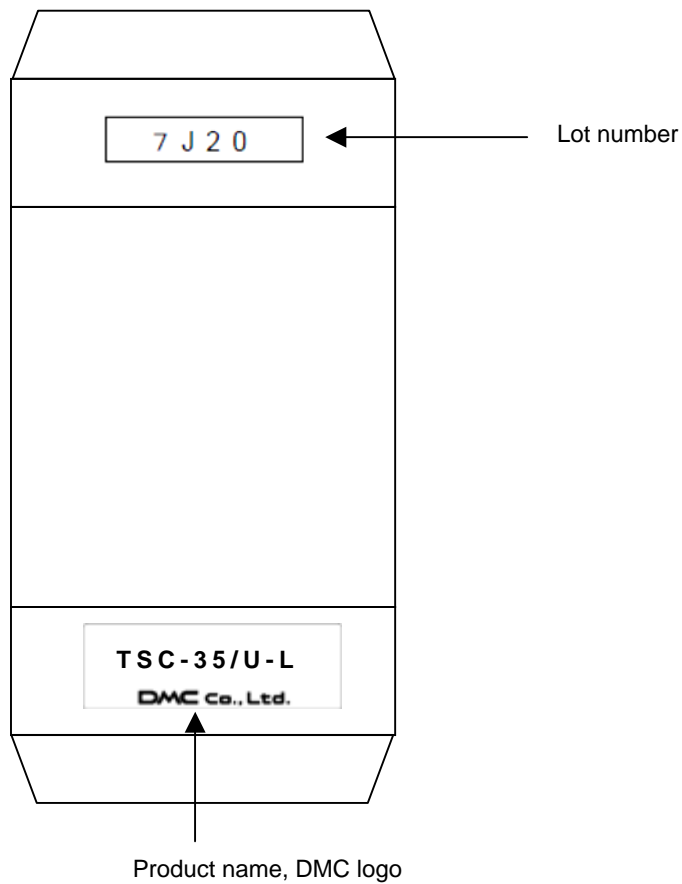 7J20
Lot number
TSC-35/U-L
DMC Co., Ltd.
Product name, DMC logo